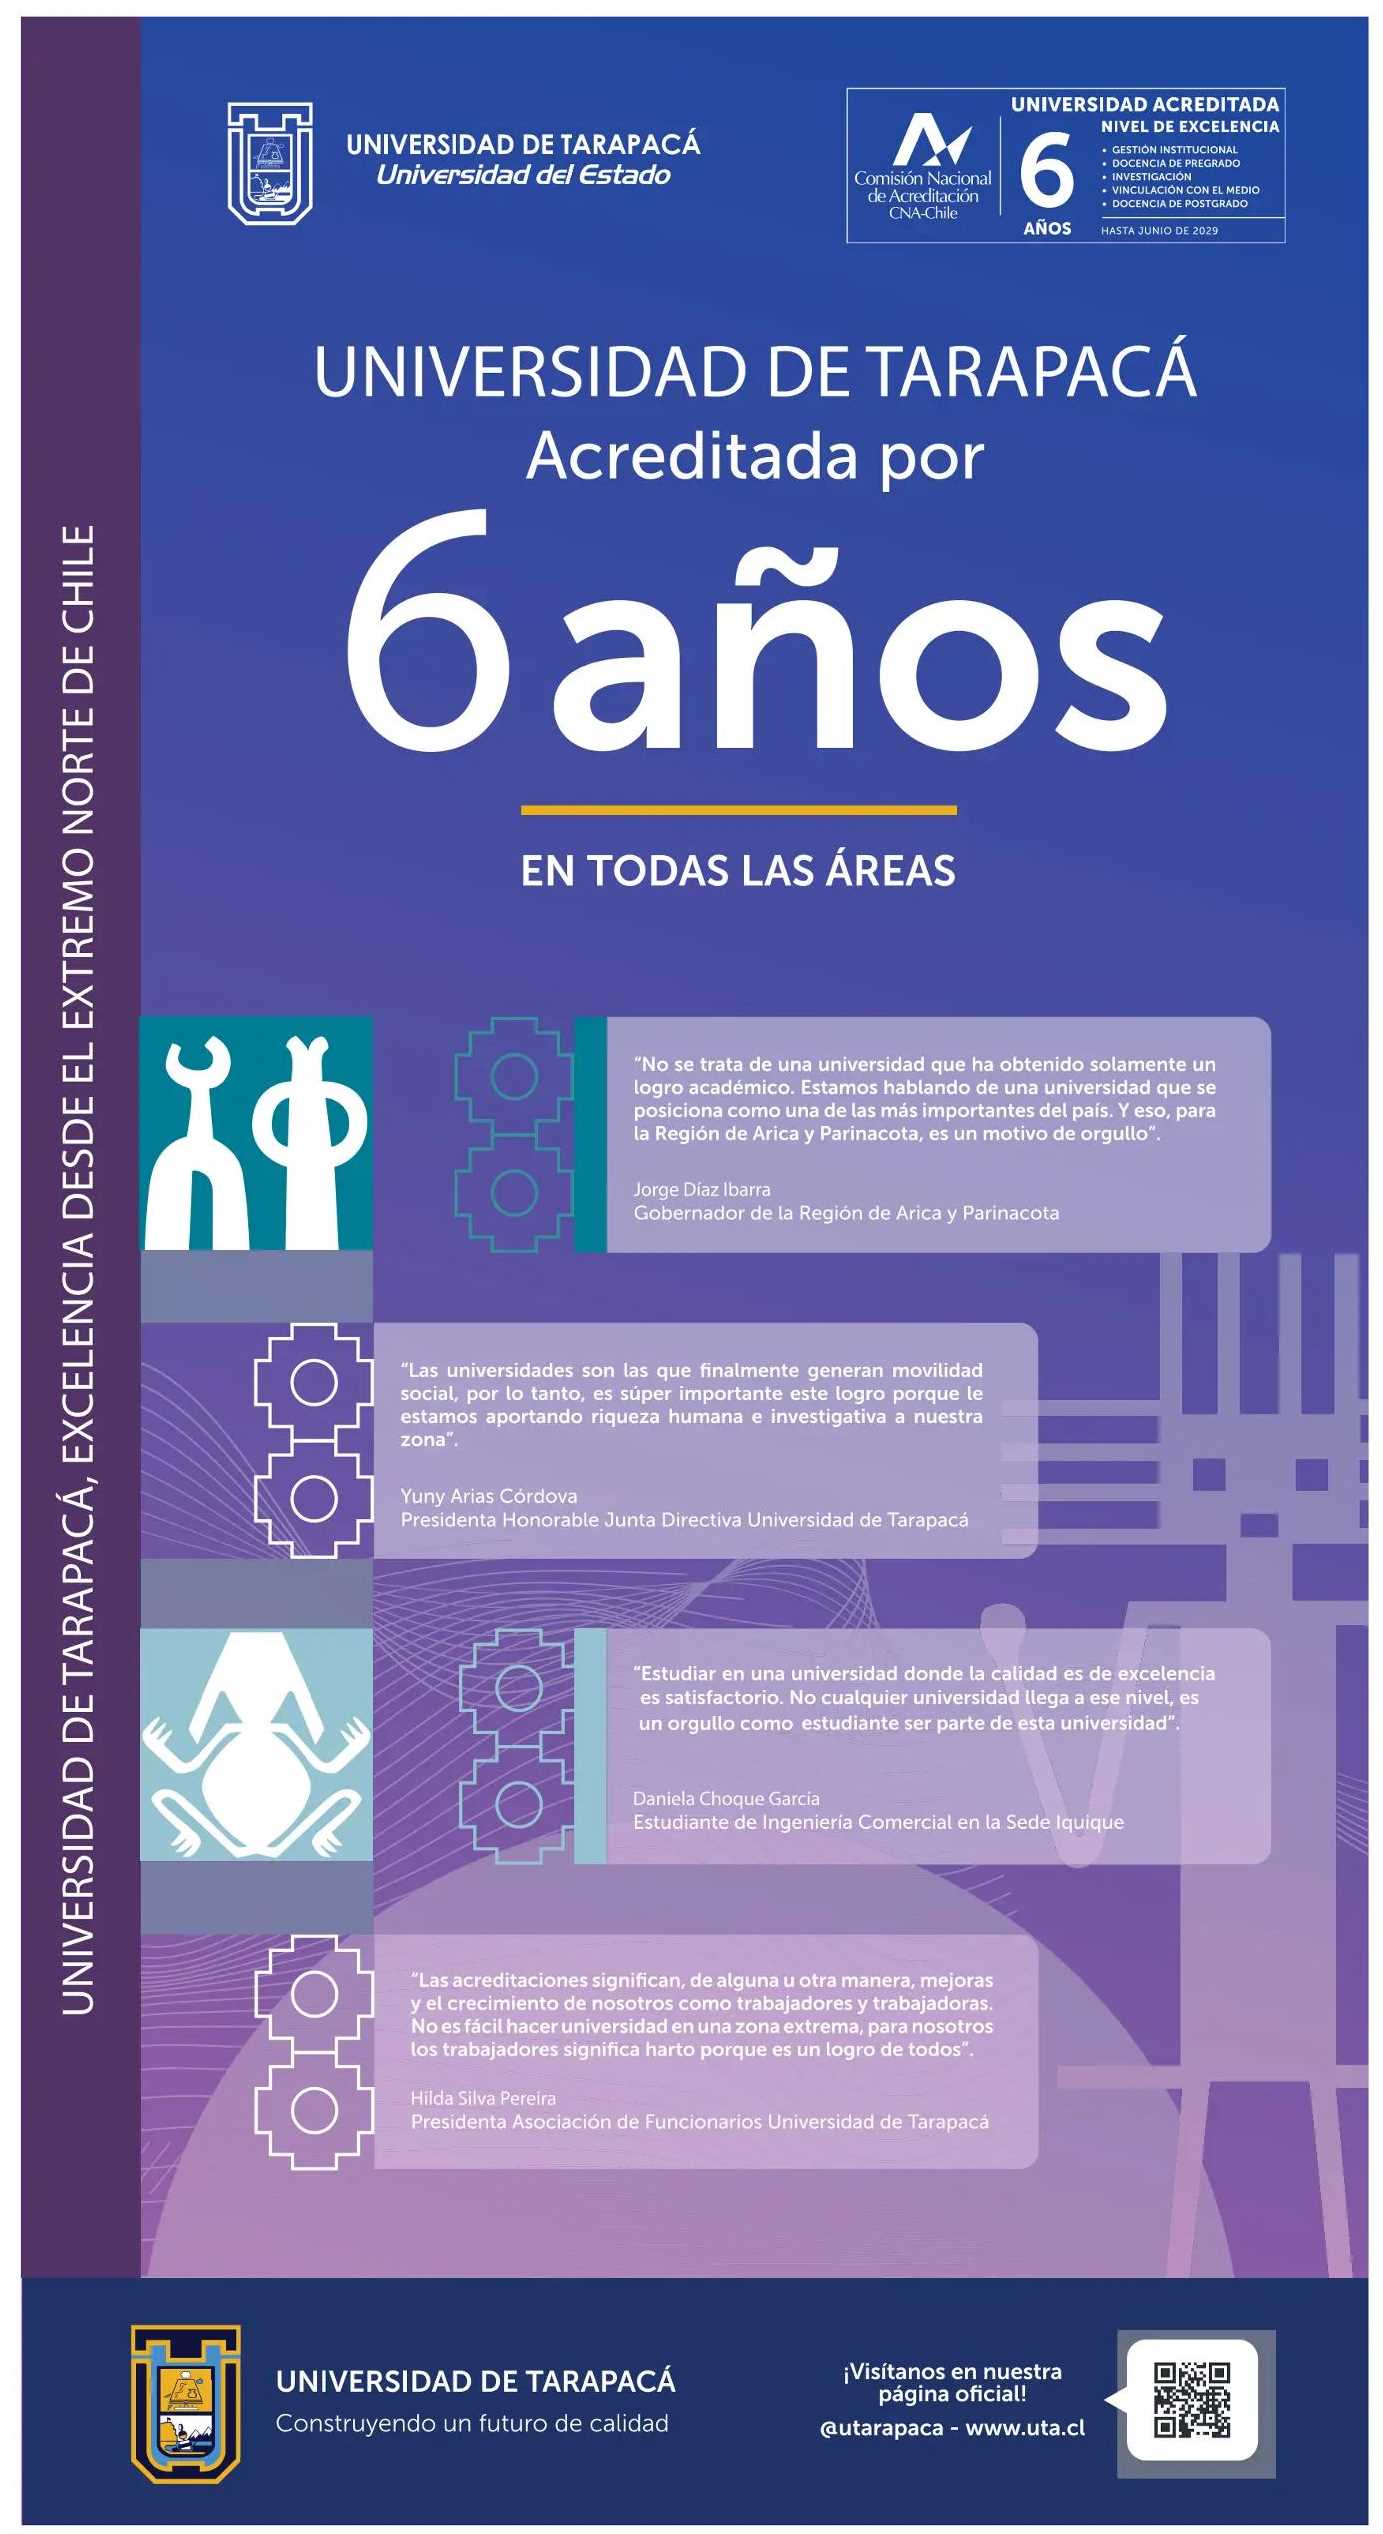 UNIVERSIDAD DE TARAPACÁ
Universidad del Estado
Comisión Nacional
de Acreditación
CNA-Chile
6
AÑOS
UNIVERSIDAD ACREDITADA
NIVEL DE EXCELENCIA
• GESTIÓN INSTITUCIONAL
• DOCENCIA DE PREGRADO
• INVESTIGACIÓN
• VINCULACIÓN CON EL MEDIO
• DOCENCIA DE POSTGRADO
HASTA JUNIO DE 2029
UNIVERSIDAD DE TARAPACÁ
Acreditada por
6 años
EN TODAS LAS ÁREAS
UNIVERSIDAD DE TARAPACÁ, EXCELENCIA DESDE EL EXTREMO NORTE DE CHILE
“No se trata de una universidad que ha obtenido solamente un
logro académico. Estamos hablando de una universidad que se
posiciona como una de las más importantes del país. Y eso, para
la Región de Arica y Parinacota, es un motivo de orgullo”.
Jorge Díaz Ibarra
Gobernador de la Región de Arica y Parinacota
“Las universidades son las que finalmente generan movilidad
social, por lo tanto, es súper importante este logro porque le
estamos aportando riqueza humana e investigativa a nuestra
zona”.
Yuny Arias Córdova
Presidenta Honorable Junta Directiva Universidad de Tarapacá
“Estudiar en una universidad donde la calidad es de excelencia
es satisfactorio. No cualquier universidad llega a ese nivel, es
un orgullo como estudiante ser parte de esta universidad”.
Daniela Choque García
Estudiante de Ingeniería Comercial en la Sede Iquique
“Las acreditaciones significan, de alguna u otra manera, mejoras
y el crecimiento de nosotros como trabajadores y trabajadoras.
No es fácil hacer universidad en una zona extrema, para nosotros
los trabajadores significa harto porque es un logro de todos”.
Hilda Silva Pereira
Presidenta Asociación de Funcionarios Universidad de Tarapacá
UNIVERSIDAD DE TARAPACÁ
Construyendo un futuro de calidad
¡Visítanos en nuestra
página oficial!
@utarapaca - www.uta.cl